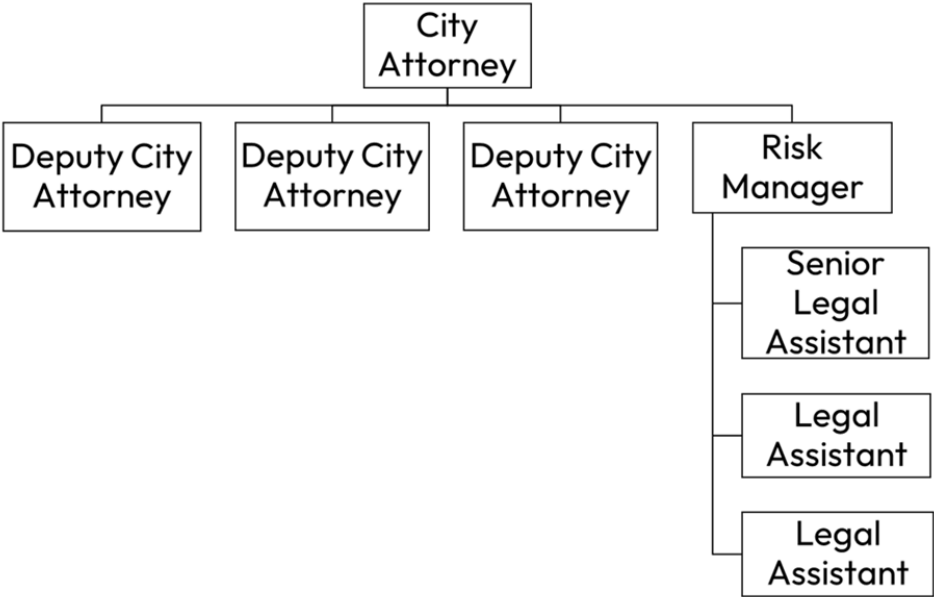 City
Attorney
Deputy City
Attorney
Deputy City
Attorney
Deputy City
Attorney
Risk
Manager
Senior
Legal
Assistant
Legal
Assistant
Legal
Assistant